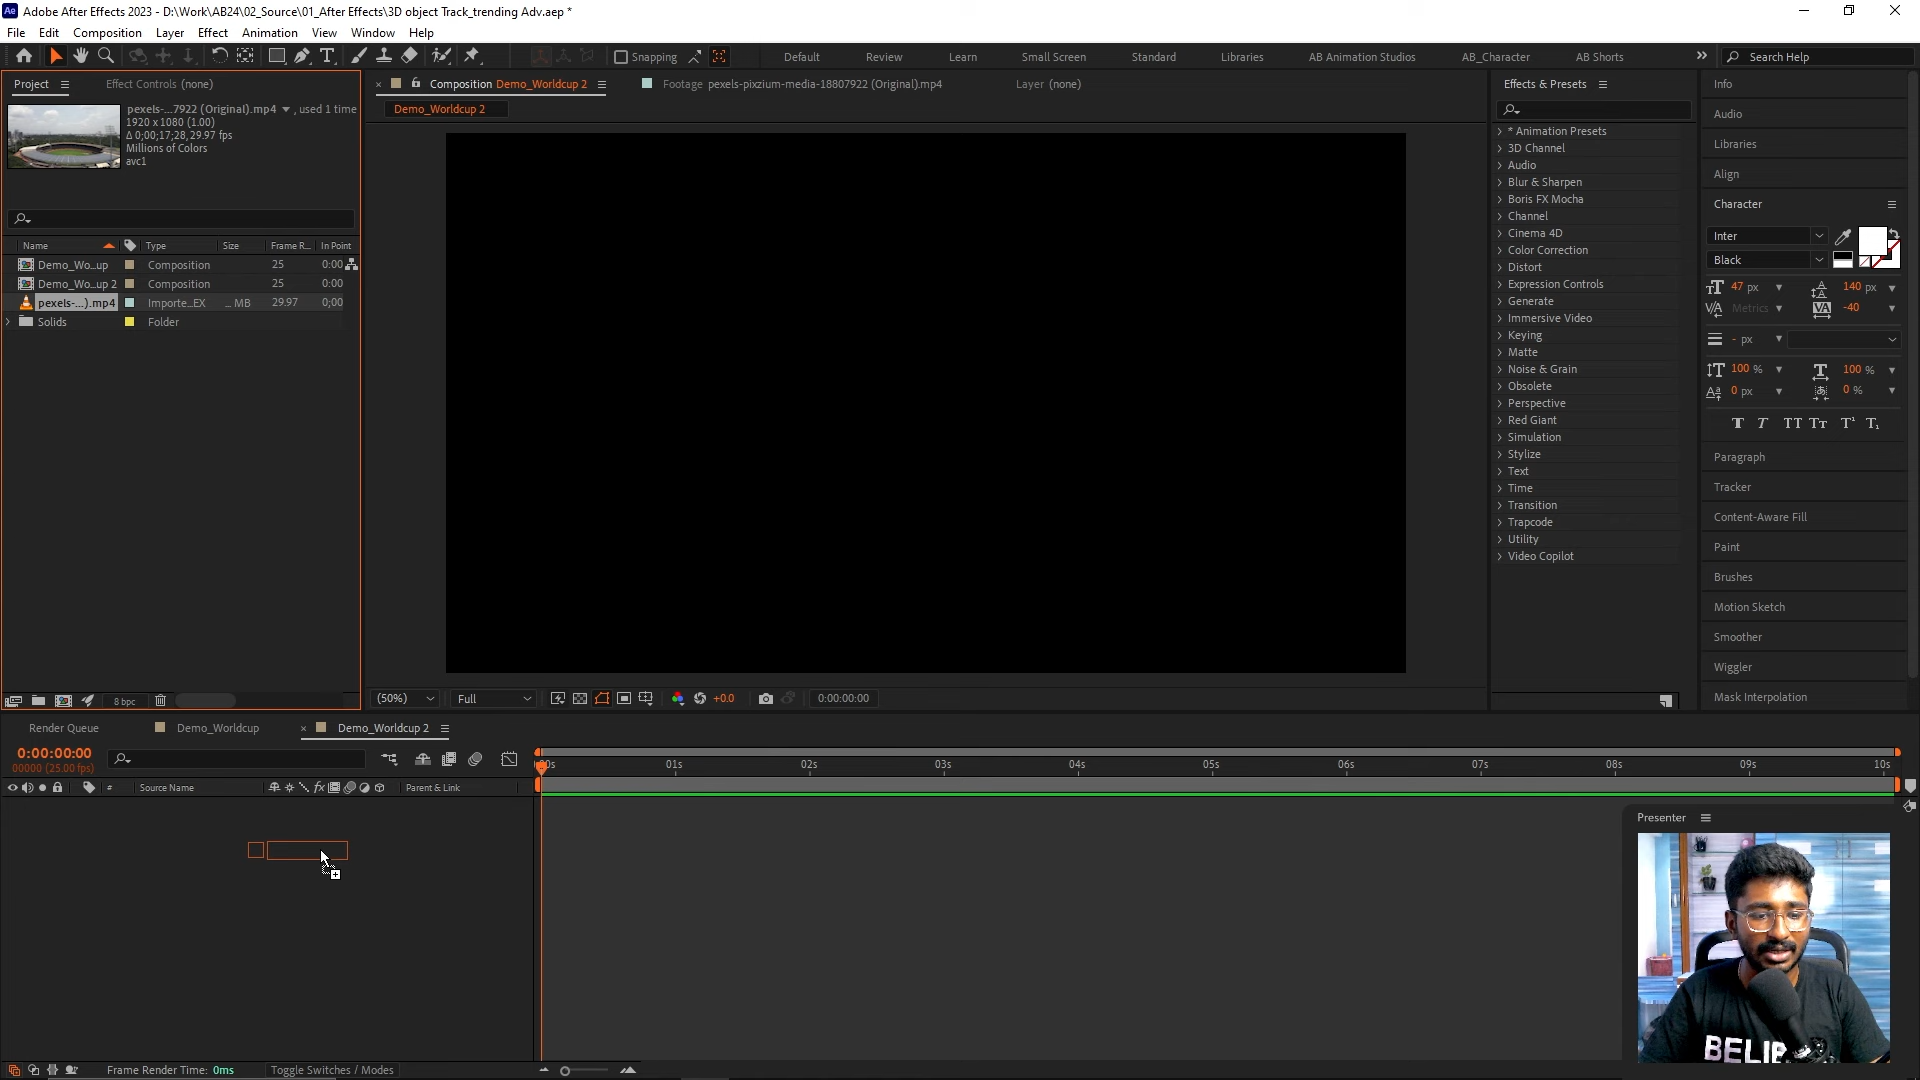 Ae Adobe After Effects 2023 - D:\Work\AB24\02_Source\01_After Effects\3D object Track_trending Adv.aep *
File Edit Composition Layer Effect Animation View Window Help
Snapping Default Review Learn Small Screen Standard Libraries AB Animation Studios AB_Character AB Shorts Search Help
Project Effect Controls (none)
pexels-...7922 (Original).mp4 , used 1 time
1920 x 1080 (1.00)
Δ 0;00;17;28, 29.97 fps
Millions of Colors
avc1
Name Type Size Frame R... In Point
Demo_Wo...up Composition 25 0:00
Demo_Wo...up 2 Composition 25 0:00
pexels-...).mp4 Importe...EX ... MB 29.97 0;00
Solids Folder
8 bpc
Composition Demo_Worldcup 2 Footage pexels-pixzium-media-18807922 (Original).mp4 Layer (none)
Demo_Worldcup 2
(50%) Full +0.0 0:00:00:00
Effects & Presets
* Animation Presets
3D Channel
Audio
Blur & Sharpen
Boris FX Mocha
Channel
Cinema 4D
Color Correction
Distort
Expression Controls
Generate
Immersive Video
Keying
Matte
Noise & Grain
Obsolete
Perspective
Red Giant
Simulation
Stylize
Text
Time
Transition
Trapcode
Utility
Video Copilot
Info
Audio
Libraries
Align
Character
Inter
Black
47 px 140 px
Metrics -40
- px
100 % 100 %
0 px 0 %
T T TT Tt T¹ T₁
Paragraph
Tracker
Content-Aware Fill
Paint
Brushes
Motion Sketch
Smoother
Wiggler
Mask Interpolation
Render Queue Demo_Worldcup Demo_Worldcup 2
0:00:00:00
00000 (25.00 fps)
# Source Name fx Parent & Link
:00s 01s 02s 03s 04s 05s 06s 07s 08s 09s 10s
Presenter
Frame Render Time: 0ms Toggle Switches / Modes